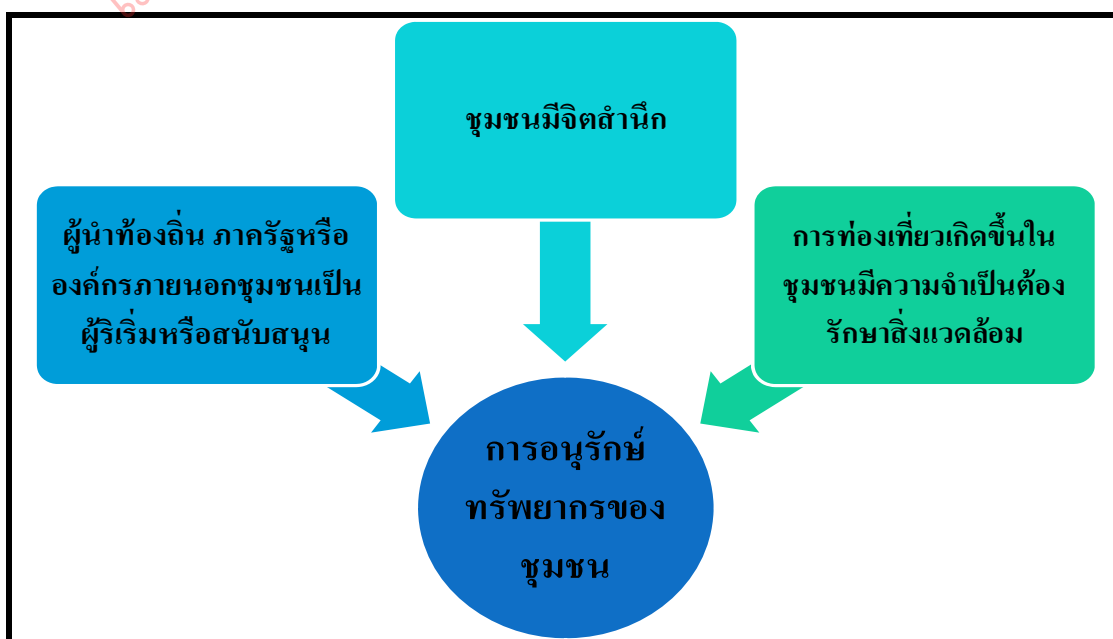 ชุมชนมีจิตสำนึก
ผู้นำท้องถิ่น ภาครัฐหรือ
องค์กรภายนอกชุมชนเป็น
ผู้ริเริ่มหรือสนับสนุน
การท่องเที่ยวเกิดขึ้นใน
ชุมชนมีความจำเป็นต้อง
รักษาสิ่งแวดล้อม
การอนุรักษ์
ทรัพยากรของ
ชุมชน